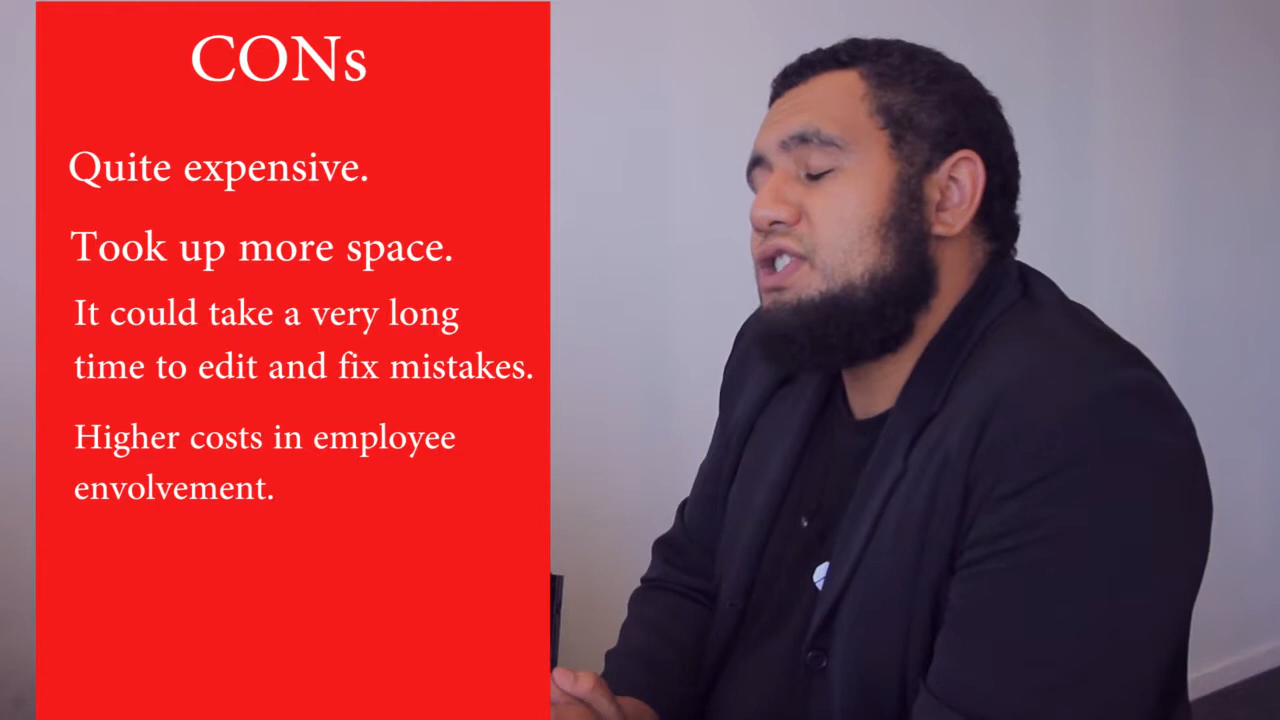 CONs
Quite expensive.
Took up more space.
It could take a very long
time to edit and fix mistakes.
Higher costs in employee
envolvement.